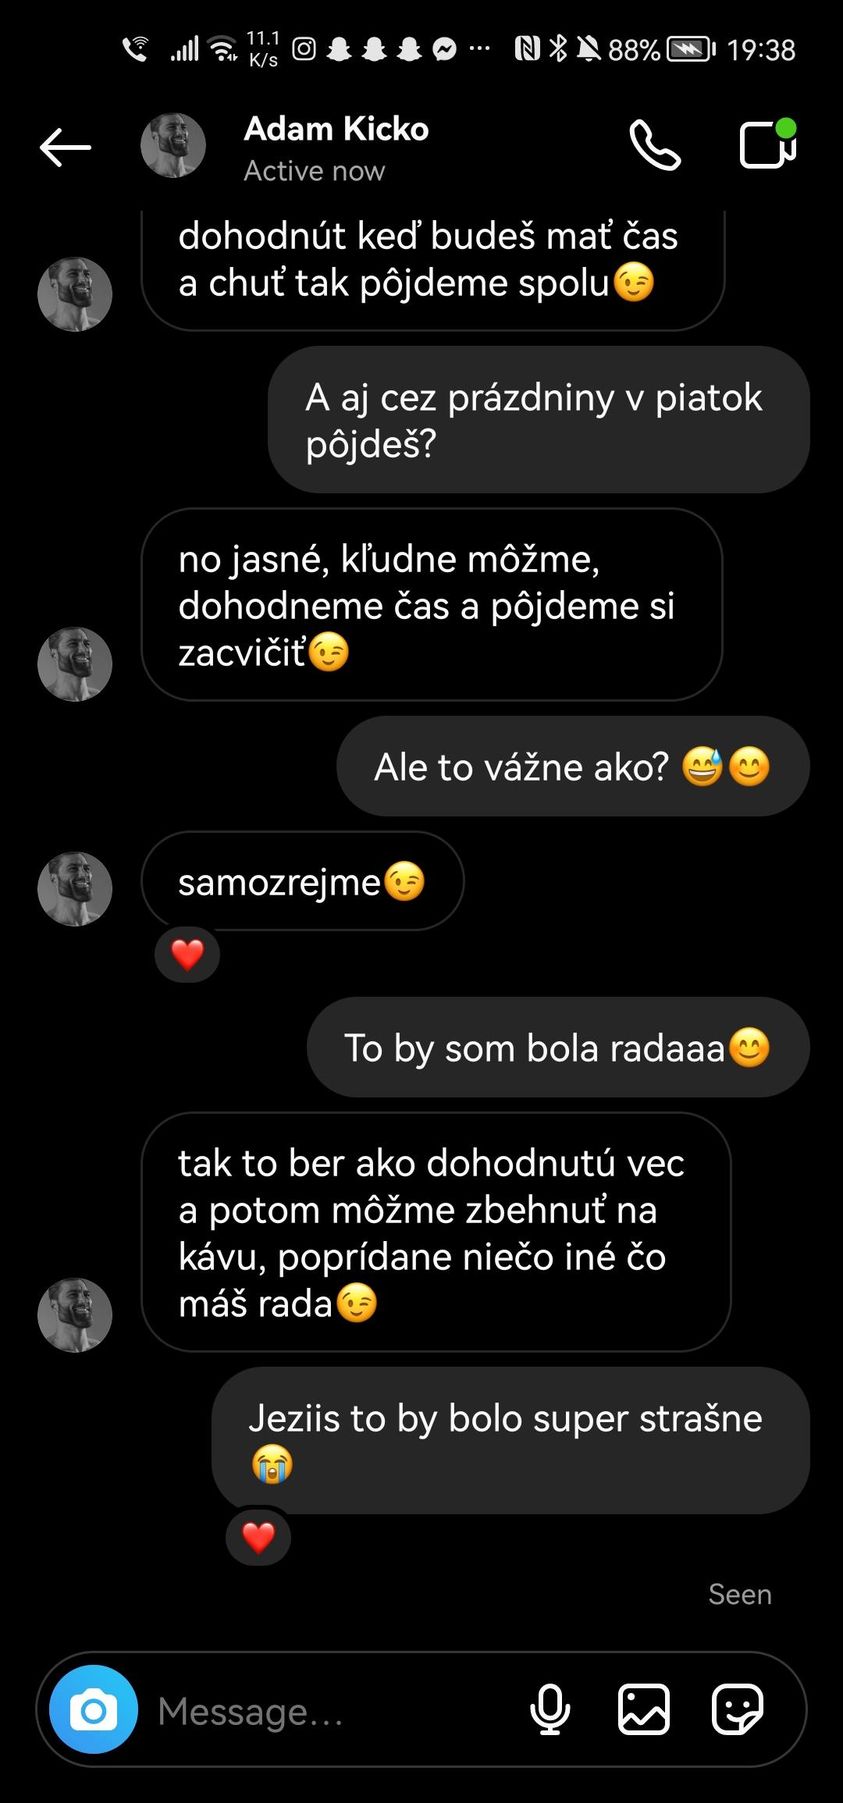 11.1
K/s
88%
19:38
Adam Kicko
Active now
dohodnút keď budeš mať čas
a chuť tak pôjdeme spolu😉
A aj cez prázdniny v piatok
pôjdeš?
no jasné, kľudne môžme,
dohodneme čas a pôjdeme si
zacvičiť😉
Ale to vážne ako? 😅😊
samozrejme😉
❤️
To by som bola radaaa😊
tak to ber ako dohodnutú vec
a potom môžme zbehnuť na
kávu, poprídane niečo iné čo
máš rada😉
Jeziis to by bolo super strašne
😭
❤️
Seen
Message...